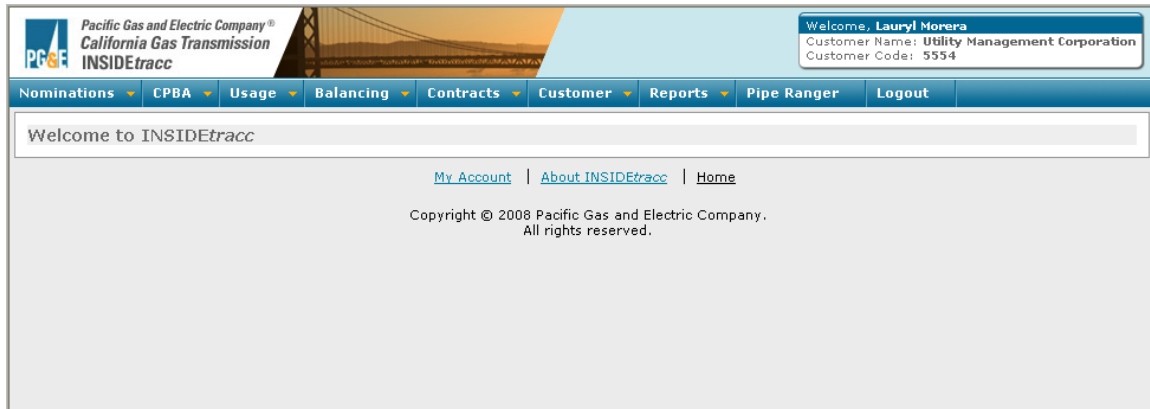 Pacific Gas and Electric Company®
California Gas Transmission
INSIDEtracc
PG&E
Welcome, Lauryl Morera
Customer Name: Utility Management Corporation
Customer Code: 5554
Nominations CPBA Usage Balancing Contracts Customer Reports Pipe Ranger Logout
Welcome to INSIDEtracc
My Account | About INSIDEtracc | Home
Copyright © 2008 Pacific Gas and Electric Company.
All rights reserved.